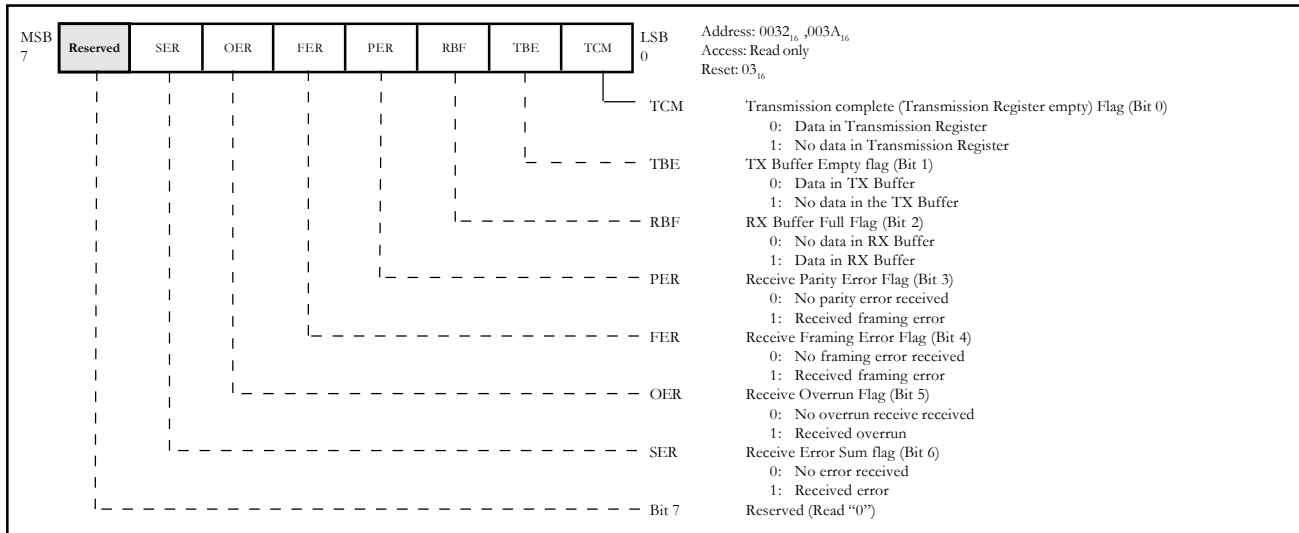 MSB
7
Reserved SER OER FER PER RBF TBE TCM
LSB
0
Address: 0032₁₆ ,003A₁₆
Access: Read only
Reset: 03₁₆
TCM Transmission complete (Transmission Register empty) Flag (Bit 0)
0: Data in Transmission Register
1: No data in Transmission Register
TBE TX Buffer Empty flag (Bit 1)
0: Data in TX Buffer
1: No data in the TX Buffer
RBF RX Buffer Full Flag (Bit 2)
0: No data in RX Buffer
1: Data in RX Buffer
PER Receive Parity Error Flag (Bit 3)
0: No parity error received
1: Received framing error
FER Receive Framing Error Flag (Bit 4)
0: No framing error received
1: Received framing error
OER Receive Overrun Flag (Bit 5)
0: No overrun receive received
1: Received overrun
SER Receive Error Sum flag (Bit 6)
0: No error received
1: Received error
Bit 7 Reserved (Read “0”)